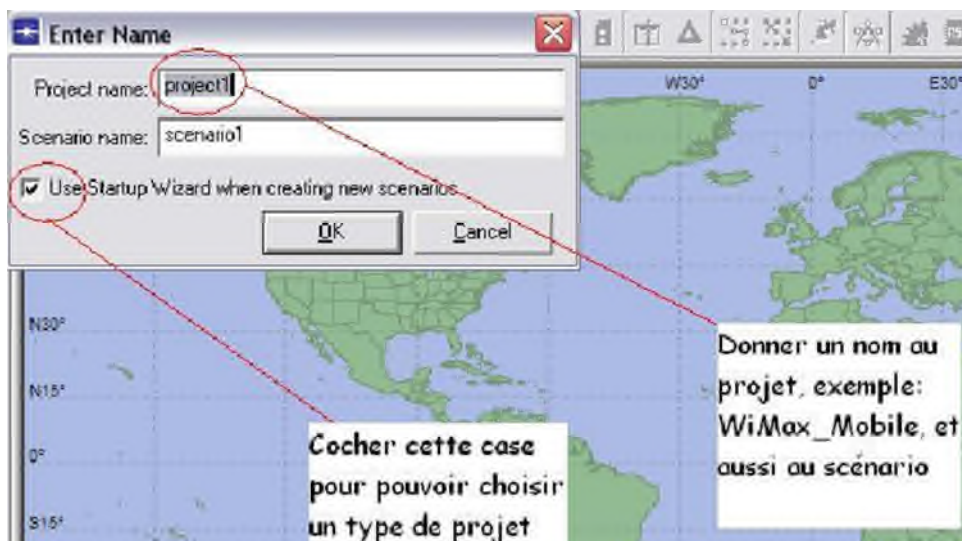 Enter Name
Project name: project1
Scenario name: scenario1
Use Startup Wizard when creating new scenarios
OK
Cancel
W30°
0°
E30°
N30°
N15°
0°
S15°
Cocher cette case
pour pouvoir choisir
un type de projet
Donner un nom au
projet, exemple:
WiMax_Mobile, et
aussi au scénario